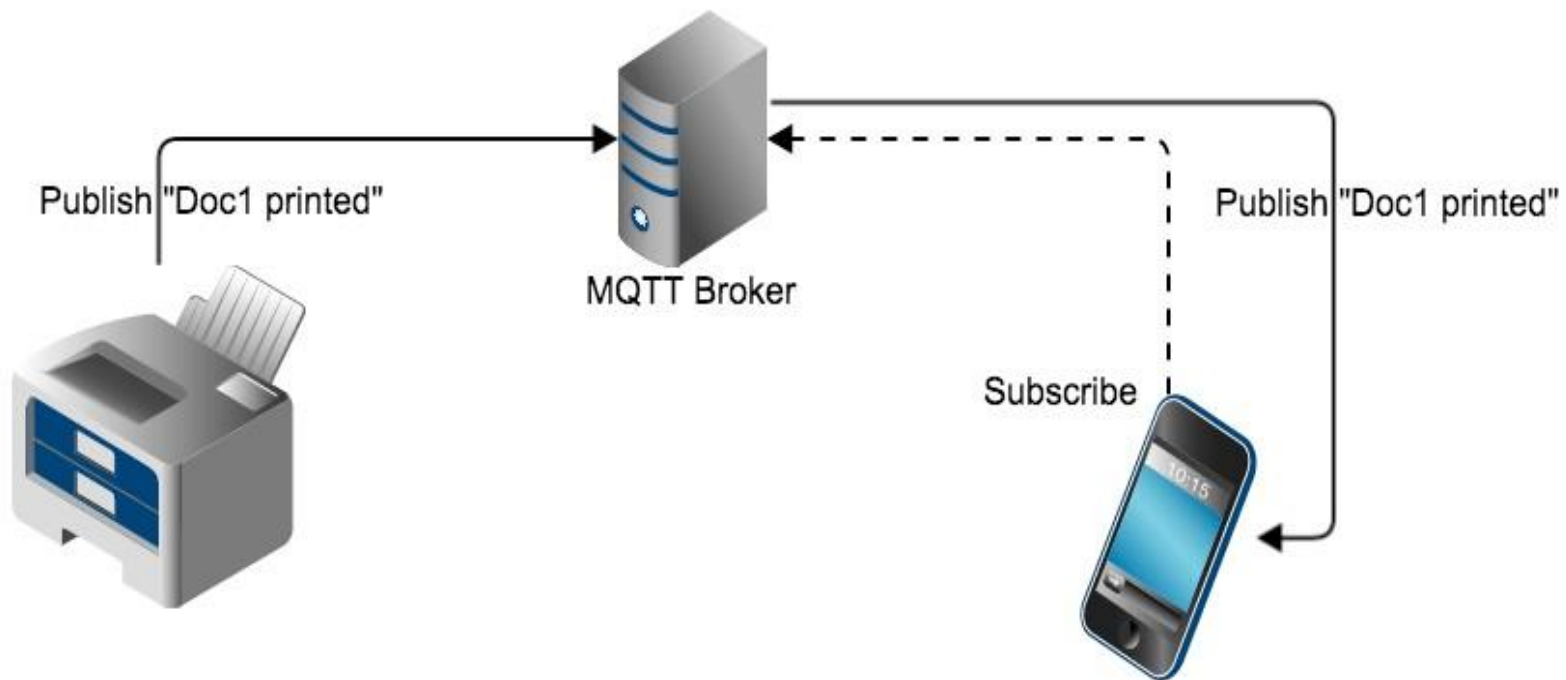 Publish "Doc1 printed"
MQTT Broker
Publish "Doc1 printed"
Subscribe
10:15